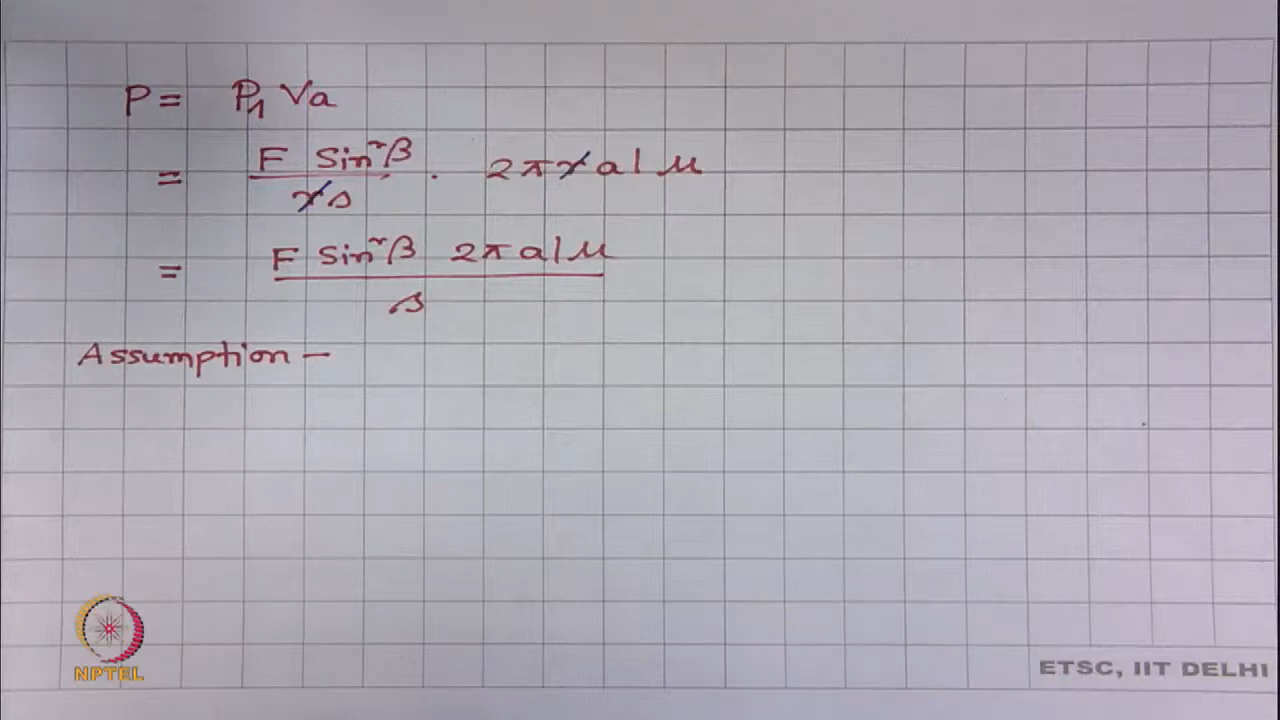 P = P₁ Va
= F Sin²β / r s . 2π r a l μ
= F Sin²β 2π a l μ / s
Assumption —
NPTEL
ETSC, IIT DELHI